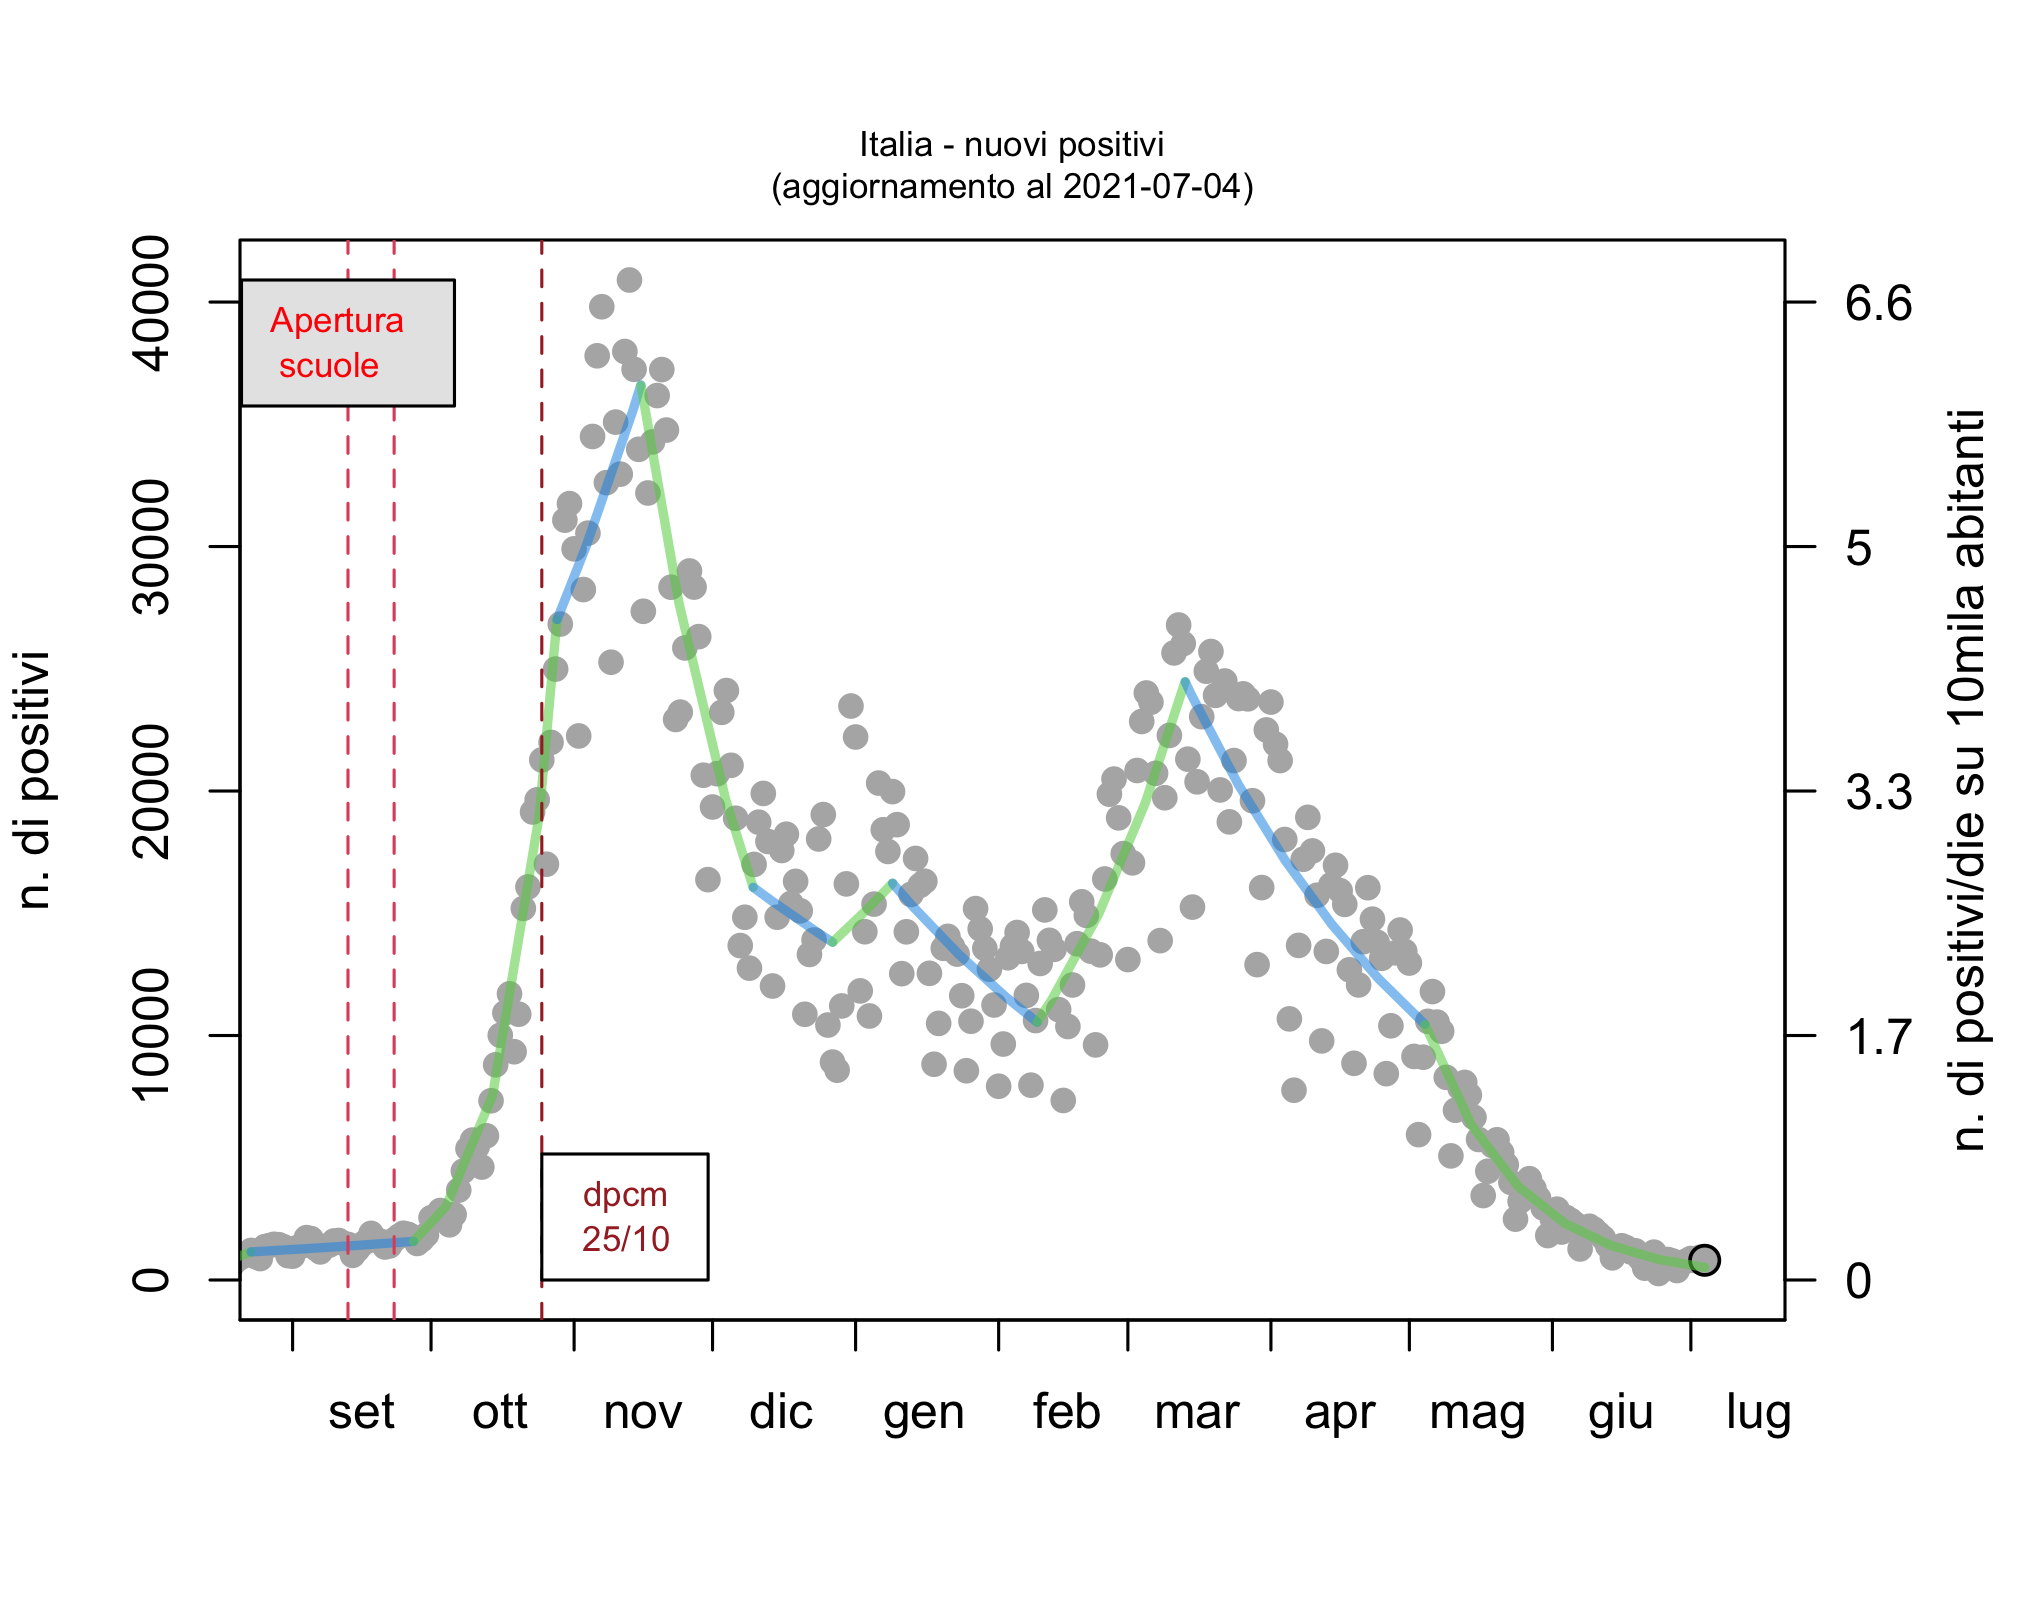 Italia - nuovi positivi
(aggiornamento al 2021-07-04)
n. di positivi
40000
30000
20000
10000
0
Apertura
scuole
dpcm
25/10
6.6
5
3.3
1.7
0
n. di positivi/die su 10mila abitanti
set ott nov dic gen feb mar apr mag giu lug